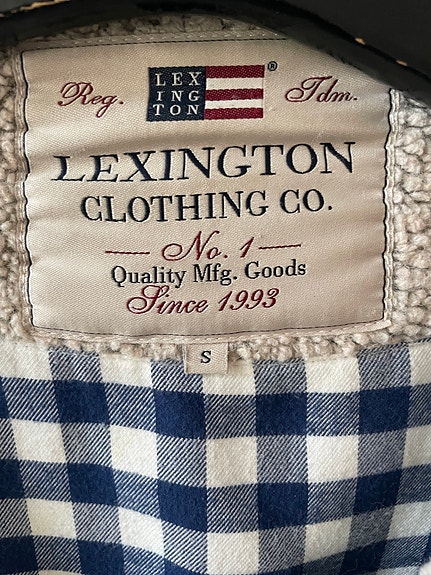 LEX
ING
TON
®
Reg. Tdm.
LEXINGTON
CLOTHING CO.
No. 1
Quality Mfg. Goods
Since 1993
S